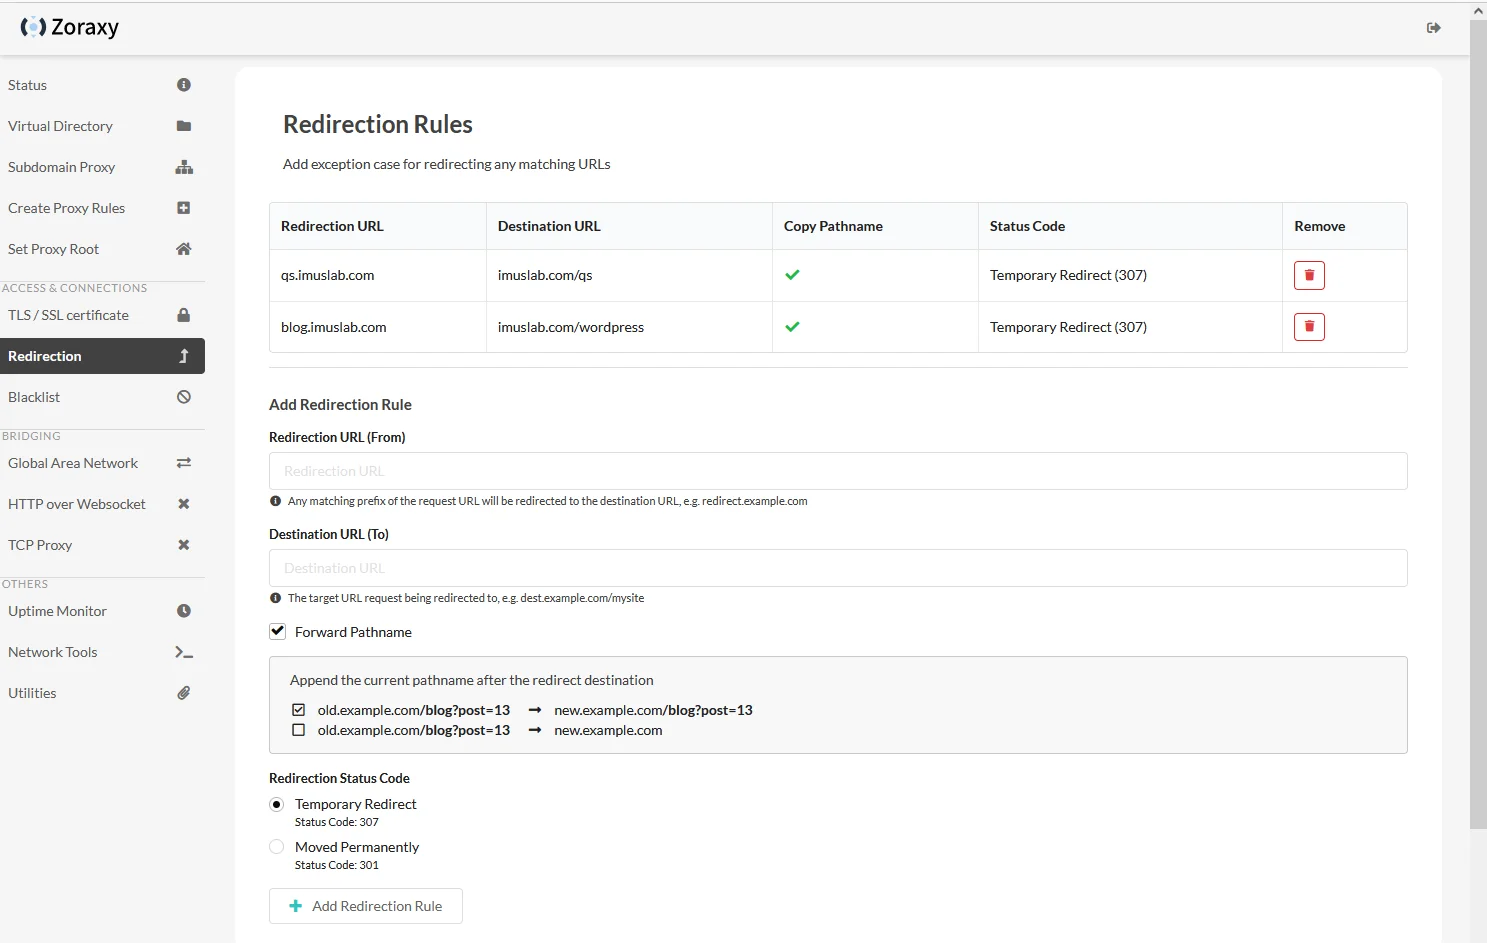 Zoraxy
Status
Virtual Directory
Subdomain Proxy
Create Proxy Rules
Set Proxy Root
ACCESS & CONNECTIONS
TLS / SSL certificate
Redirection
Blacklist
BRIDGING
Global Area Network
HTTP over Websocket
TCP Proxy
OTHERS
Uptime Monitor
Network Tools
Utilities
Redirection Rules
Add exception case for redirecting any matching URLs
Redirection URL Destination URL Copy Pathname Status Code Remove
qs.imuslab.com imuslab.com/qs Temporary Redirect (307)
blog.imuslab.com imuslab.com/wordpress Temporary Redirect (307)
Add Redirection Rule
Redirection URL (From)
Redirection URL
Any matching prefix of the request URL will be redirected to the destination URL, e.g. redirect.example.com
Destination URL (To)
Destination URL
The target URL request being redirected to, e.g. dest.example.com/mysite
Forward Pathname
Append the current pathname after the redirect destination
old.example.com/blog?post=13 → new.example.com/blog?post=13
old.example.com/blog?post=13 → new.example.com
Redirection Status Code
Temporary Redirect
Status Code: 307
Moved Permanently
Status Code: 301
Add Redirection Rule